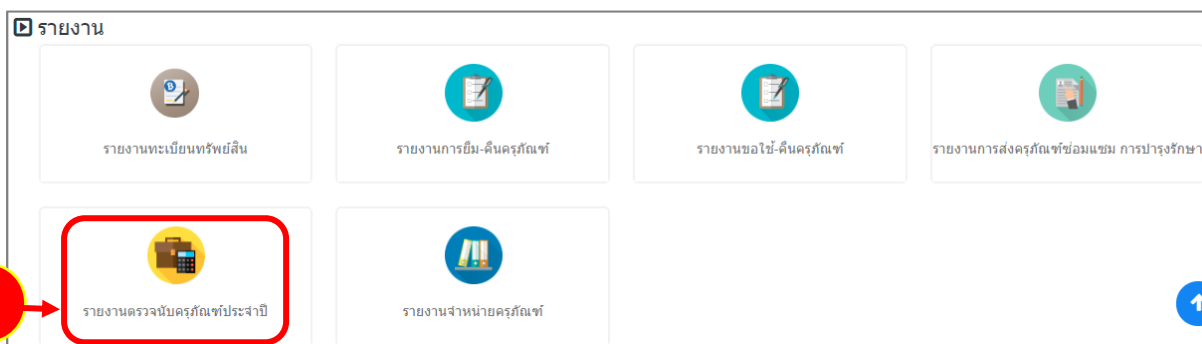 รายงาน
รายงานทะเบียนทรัพย์สิน
รายงานการยืม-คืนครุภัณฑ์
รายงานขอใช้-คืนครุภัณฑ์
รายงานการส่งครุภัณฑ์ซ่อมแซม การบำรุงรักษา
รายงานตรวจนับครุภัณฑ์ประจำปี
รายงานจำหน่ายครุภัณฑ์